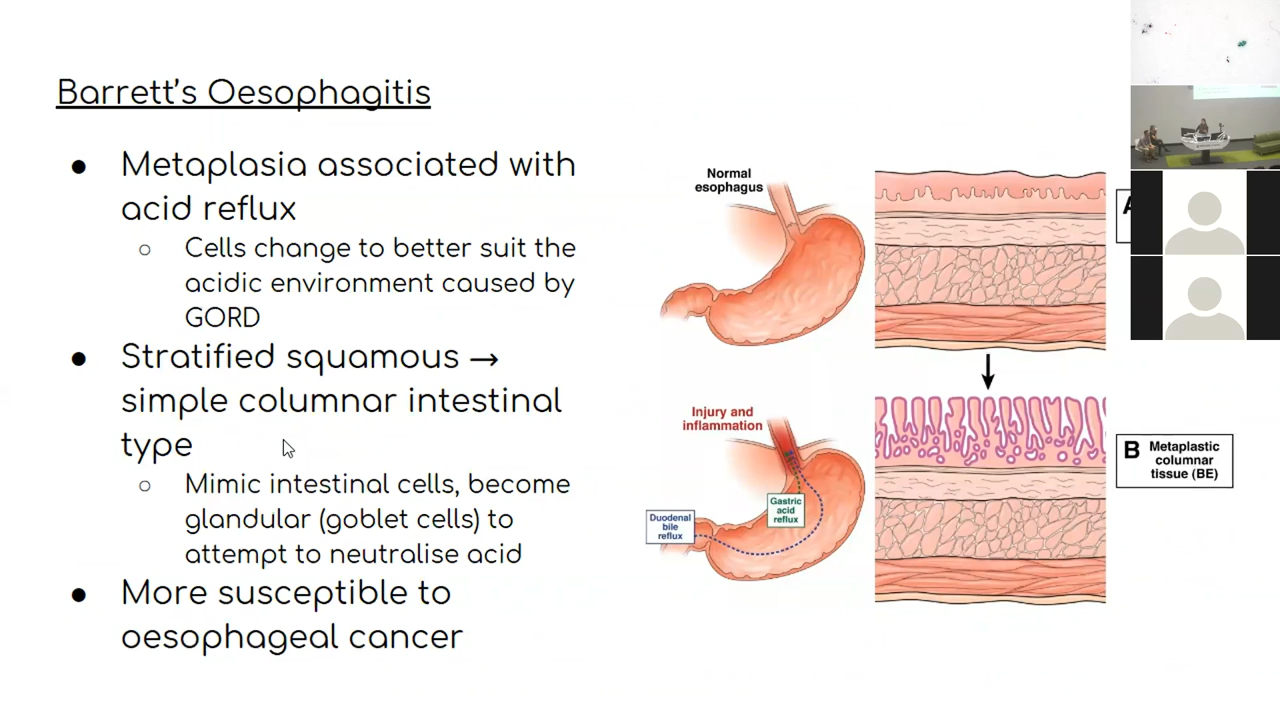 Barrett's Oesophagitis
● Metaplasia associated with
acid reflux
○ Cells change to better suit the
acidic environment caused by
GORD
● Stratified squamous →
simple columnar intestinal
type
○ Mimic intestinal cells, become
glandular (goblet cells) to
attempt to neutralise acid
● More susceptible to
oesophageal cancer
Normal
esophagus
A
Injury and
inflammation
Gastric
acid
reflux
Duodenal
bile
reflux
B Metaplastic
columnar
tissue (BE)